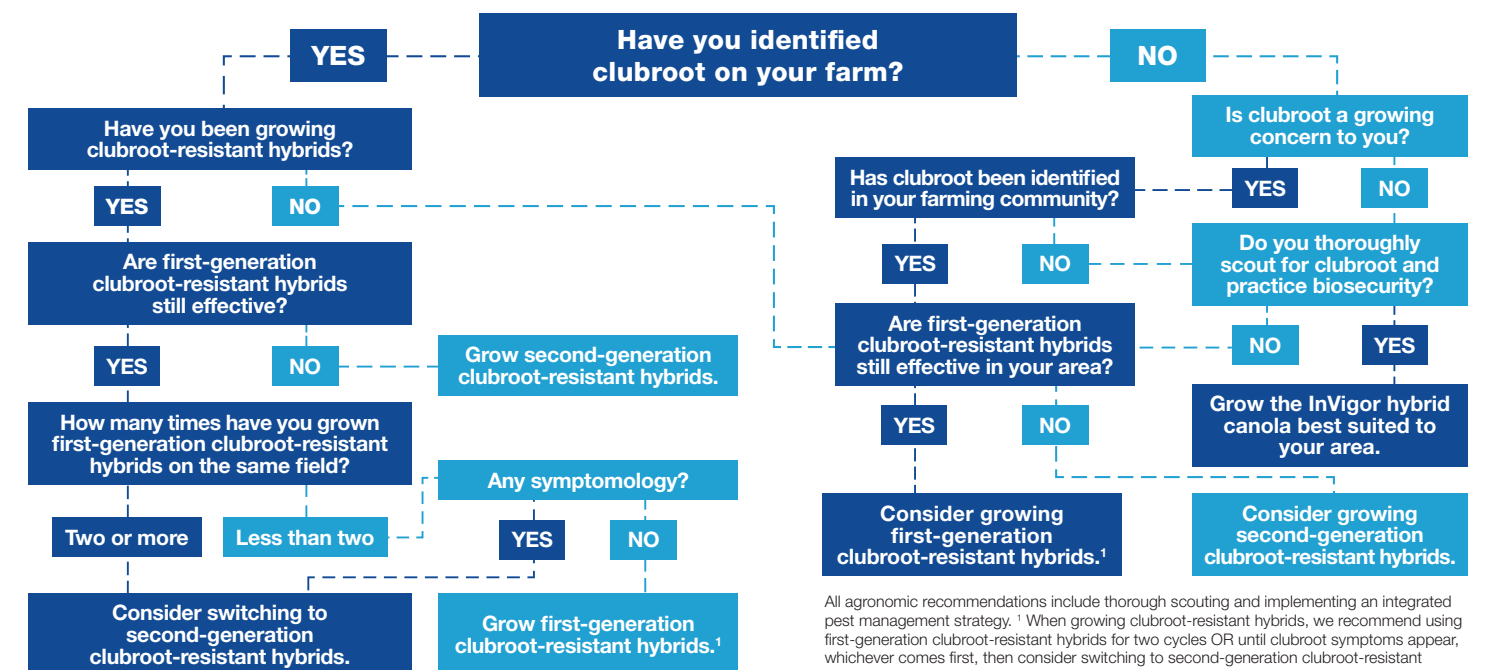 Have you identified
clubroot on your farm?
YES
NO
Have you been growing
clubroot-resistant hybrids?
YES
NO
Are first-generation
clubroot-resistant hybrids
still effective?
YES
NO
Grow second-generation
clubroot-resistant hybrids.
How many times have you grown
first-generation clubroot-resistant
hybrids on the same field?
Two or more
Less than two
Any symptomology?
YES
NO
Consider switching to
second-generation
clubroot-resistant hybrids.
Grow first-generation
clubroot-resistant hybrids.¹
Is clubroot a growing
concern to you?
YES
NO
Has clubroot been identified
in your farming community?
YES
NO
Do you thoroughly
scout for clubroot and
practice biosecurity?
NO
YES
Are first-generation
clubroot-resistant hybrids
still effective in your area?
YES
NO
Grow the InVigor hybrid
canola best suited to
your area.
Consider growing
first-generation
clubroot-resistant hybrids.¹
Consider growing
second-generation
clubroot-resistant hybrids.
All agronomic recommendations include thorough scouting and implementing an integrated
pest management strategy. ¹ When growing clubroot-resistant hybrids, we recommend using
first-generation clubroot-resistant hybrids for two cycles OR until clubroot symptoms appear,
whichever comes first, then consider switching to second-generation clubroot-resistant